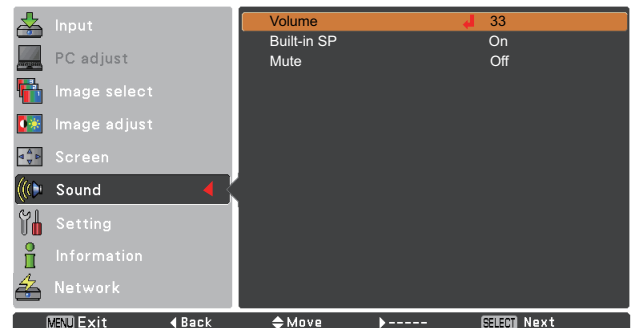 Input
PC adjust
Image select
Image adjust
Screen
Sound
Setting
Information
Network
Volume 33
Built-in SP On
Mute Off
MENU Exit Back Move ----- SELECT Next